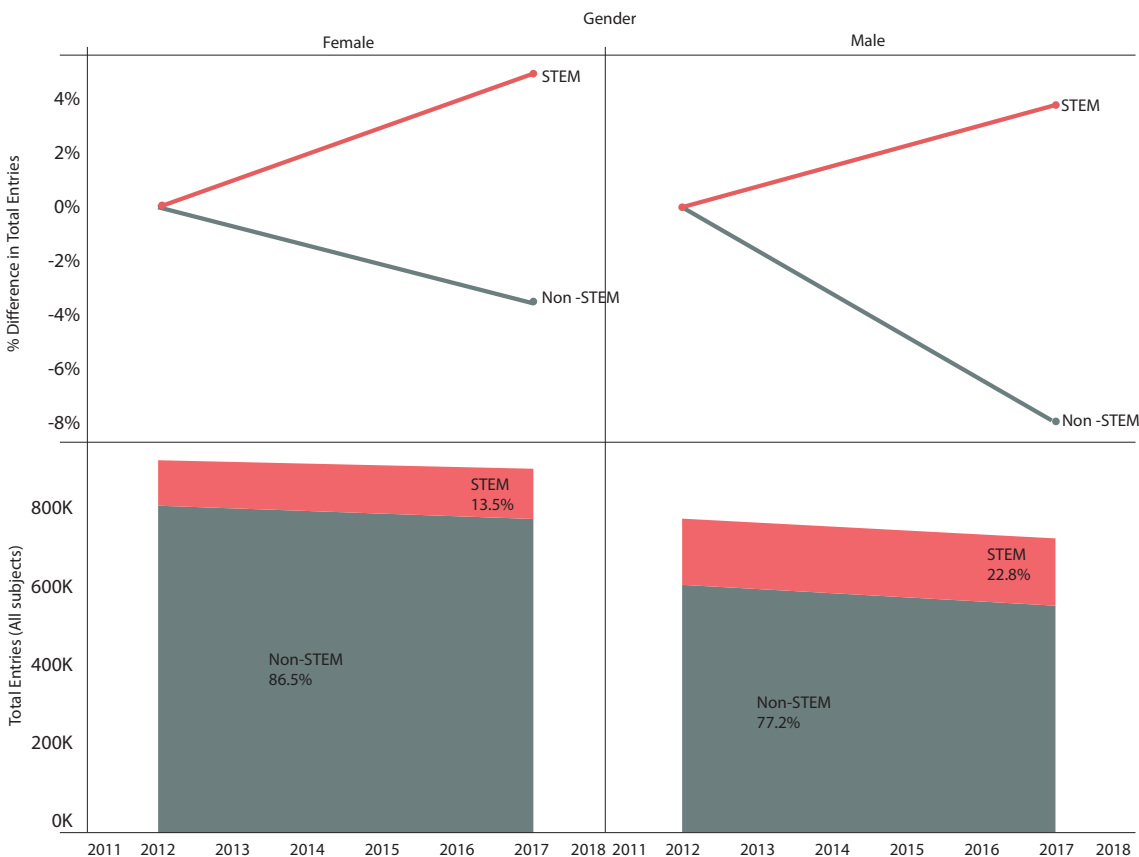 Gender
Female
Male
% Difference in Total Entries
4%
2%
0%
-2%
-4%
-6%
-8%
STEM
Non -STEM
STEM
Non -STEM
Total Entries (All subjects)
800K
600K
400K
200K
0K
STEM
13.5%
Non-STEM
86.5%
STEM
22.8%
Non-STEM
77.2%
2011 2012 2013 2014 2015 2016 2017 2018 2011 2012 2013 2014 2015 2016 2017 2018